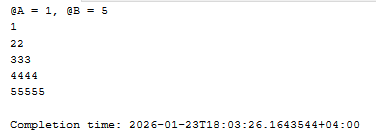 @A = 1, @B = 5
1
22
333
4444
55555
Completion time: 2026-01-23T18:03:26.1643544+04:00